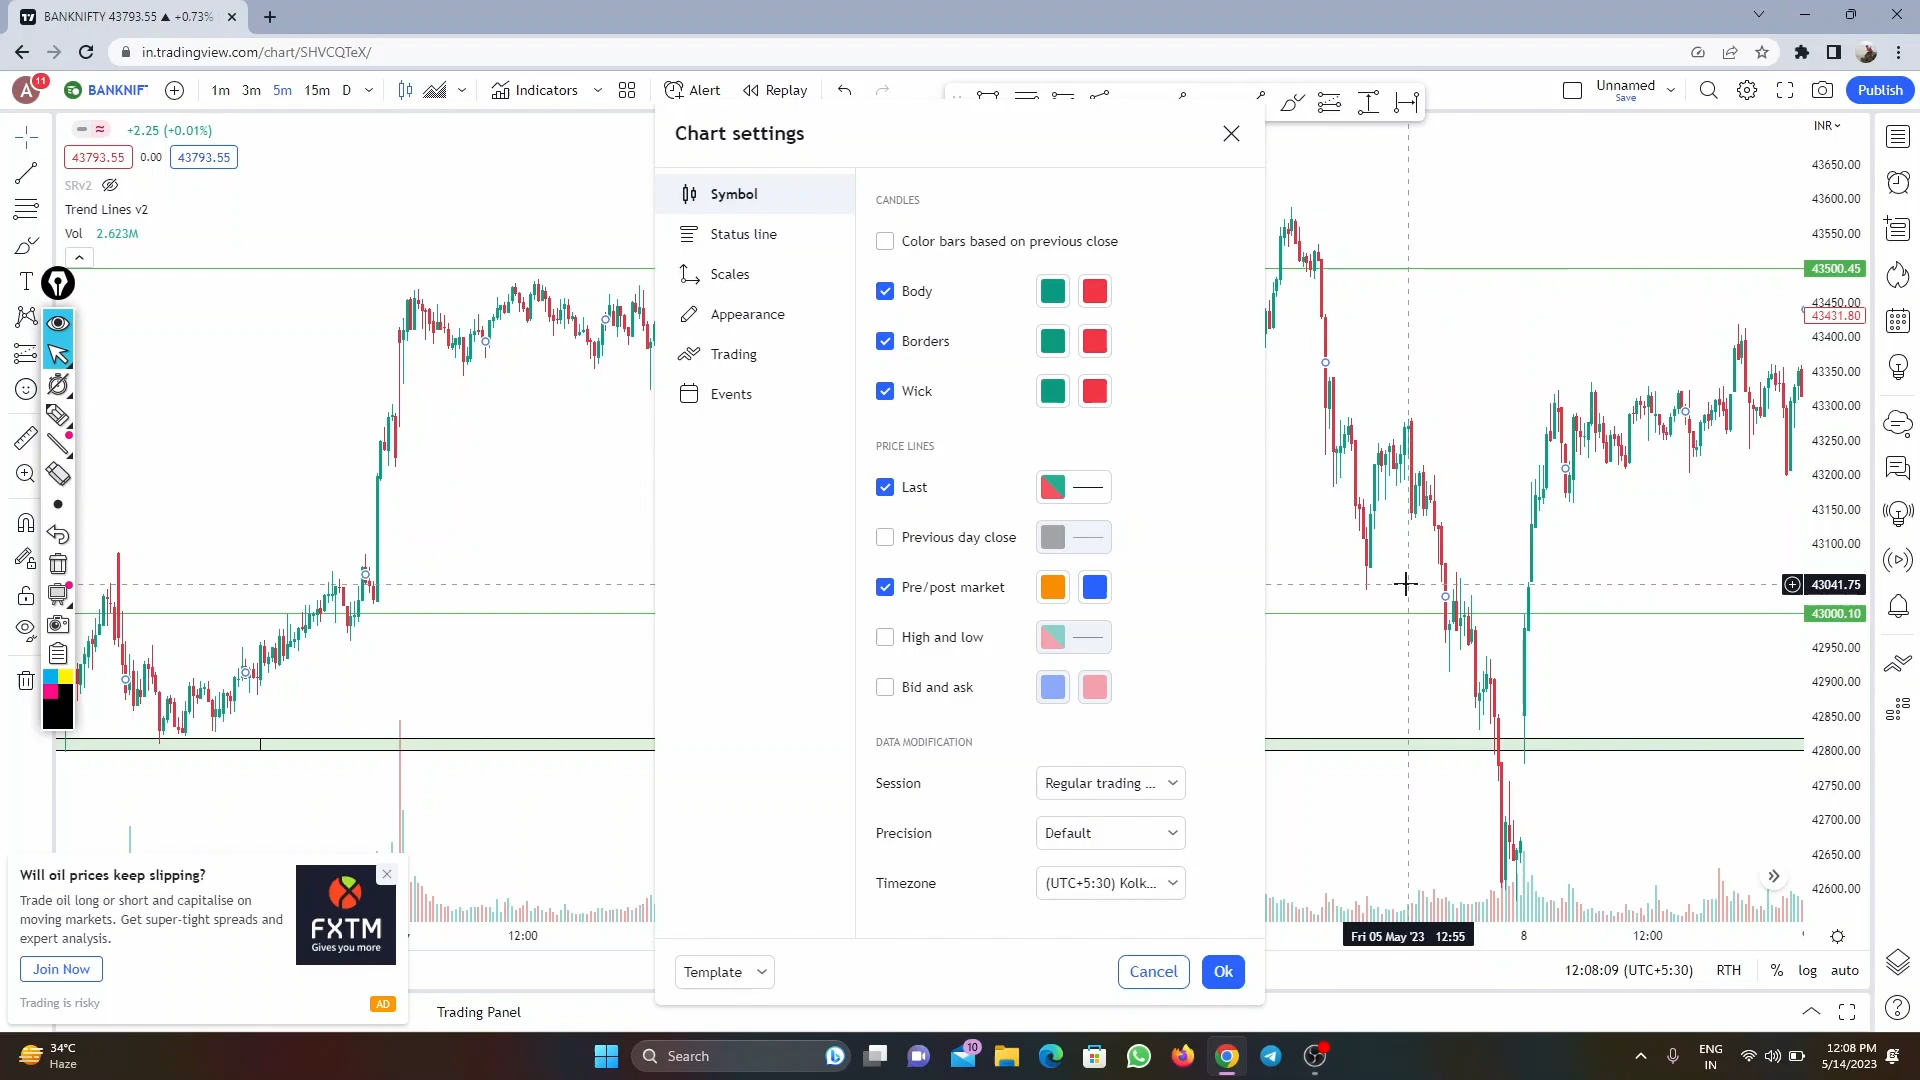 BANKNIFTY 43793.55 ▲ +0.73%
in.tradingview.com/chart/SHVCQTeX/
A 11 BANKNIF 1m 3m 5m 15m D Indicators Alert Replay Unnamed Save Publish
+2.25 (+0.01%)
43793.55 0.00 43793.55
SRv2
Trend Lines v2
Vol 2.623M
Chart settings
Symbol
Status line
Scales
Appearance
Trading
Events
CANDLES
Color bars based on previous close
Body
Borders
Wick
PRICE LINES
Last
Previous day close
Pre/post market
High and low
Bid and ask
DATA MODIFICATION
Session Regular trading ...
Precision Default
Timezone (UTC+5:30) Kolk...
Template Cancel Ok
INR
43650.00
43600.00
43550.00
43500.45
43450.00
43431.80
43400.00
43350.00
43300.00
43250.00
43200.00
43150.00
43100.00
43041.75
43000.10
42950.00
42900.00
42850.00
42800.00
42750.00
42700.00
42650.00
42600.00
12:00 Fri 05 May '23 12:55 8 12:00
12:08:09 (UTC+5:30) RTH % log auto
Will oil prices keep slipping?
Trade oil long or short and capitalise on
moving markets. Get super-tight spreads and
expert analysis.
Join Now
Trading is risky
AD
FXTM
Gives you more
Trading Panel
34°C
Haze
Search
10
ENG
IN
12:08 PM
5/14/2023